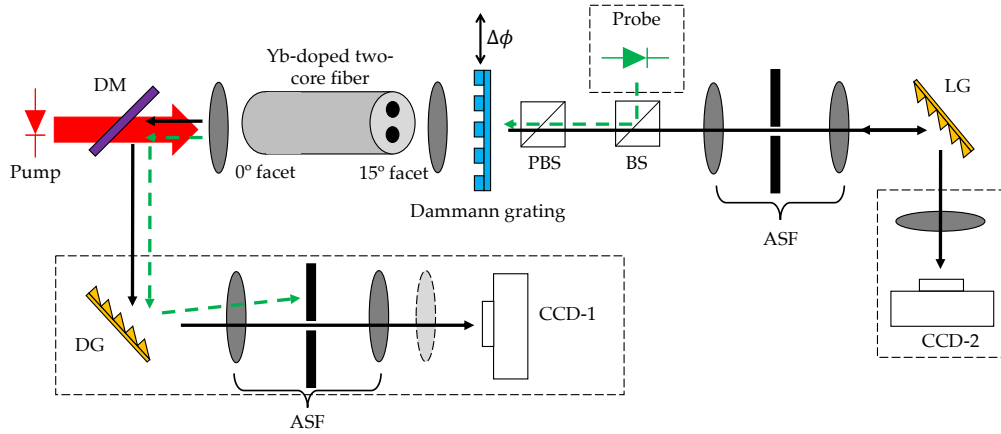 Probe
Δϕ
Yb-doped two-
core fiber
DM
LG
Pump
0° facet
15° facet
PBS
BS
Dammann grating
ASF
DG
CCD-1
CCD-2
ASF